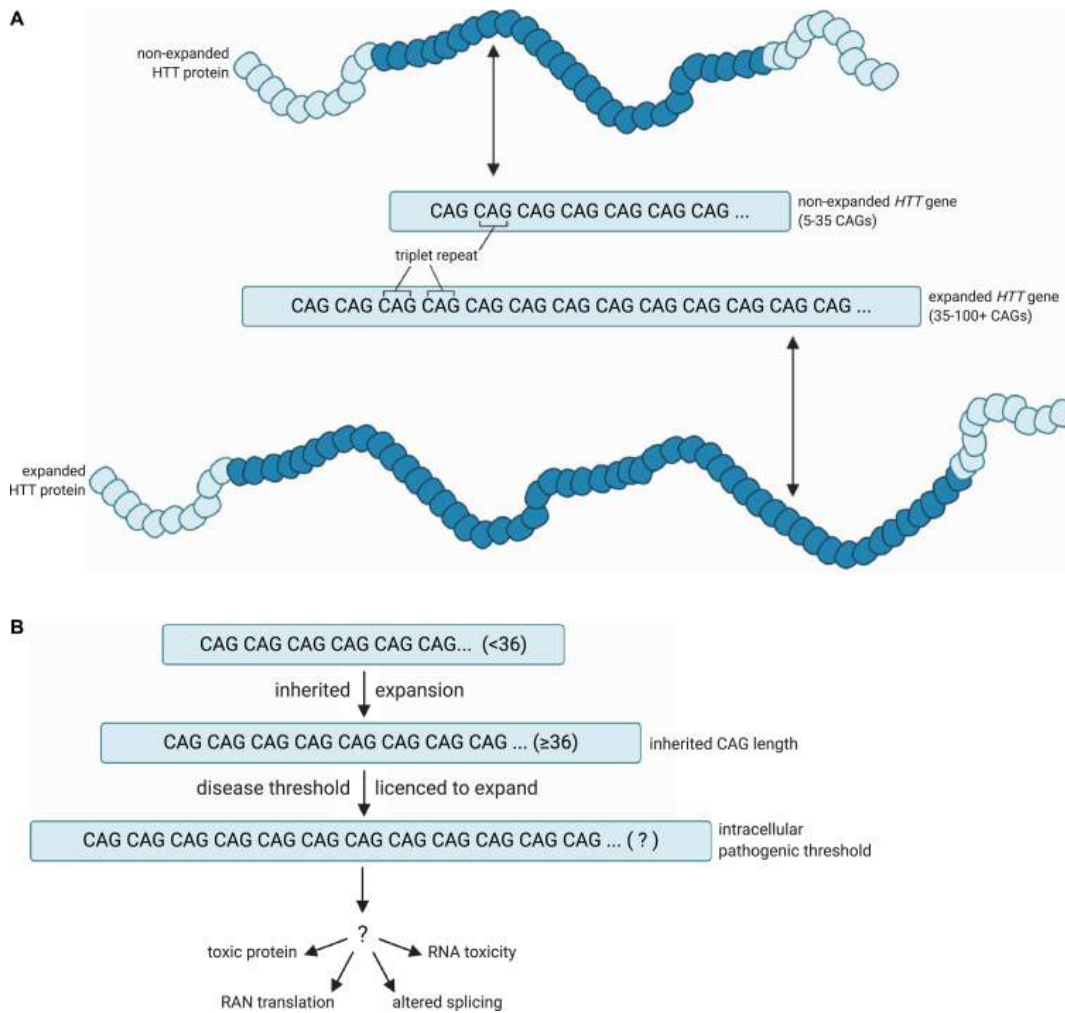 A
non-expanded
HTT protein
CAG CAG CAG CAG CAG CAG CAG ...
non-expanded HTT gene
(5-35 CAGs)
triplet repeat
CAG CAG CAG CAG CAG CAG CAG CAG CAG CAG CAG CAG CAG ...
expanded HTT gene
(35-100+ CAGs)
expanded
HTT protein
B
CAG CAG CAG CAG CAG CAG... (<36)
inherited expansion
CAG CAG CAG CAG CAG CAG CAG CAG ... (≥36)
inherited CAG length
disease threshold licenced to expand
CAG CAG CAG CAG CAG CAG CAG CAG CAG CAG CAG CAG ... ( ? )
intracellular
pathogenic threshold
?
toxic protein
RNA toxicity
RAN translation
altered splicing